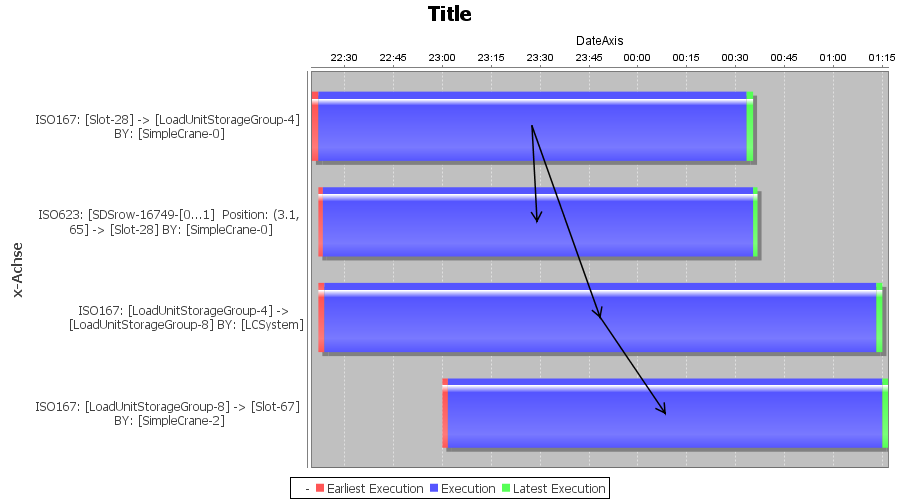 Title
DateAxis
22:30 22:45 23:00 23:15 23:30 23:45 00:00 00:15 00:30 00:45 01:00 01:15
x-Achse
ISO167: [Slot-28] -> [LoadUnitStorageGroup-4]
BY: [SimpleCrane-0]
ISO623: [SDSrow-16749-[0...1] Position: (3.1,
65] -> [Slot-28] BY: [SimpleCrane-0]
ISO167: [LoadUnitStorageGroup-4] ->
[LoadUnitStorageGroup-8] BY: [LCSystem]
ISO167: [LoadUnitStorageGroup-8] -> [Slot-67]
BY: [SimpleCrane-2]
- Earliest Execution Execution Latest Execution